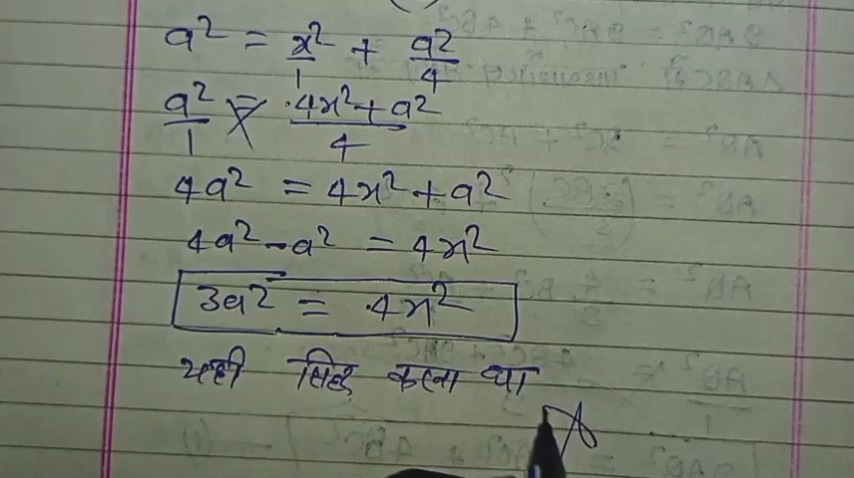 a² = x²/1 + a²/4
a²/1 = 4x²+a²/4
4a² = 4x²+a²
4a²-a² = 4x²
3a² = 4x²
यही सिद्ध करना था